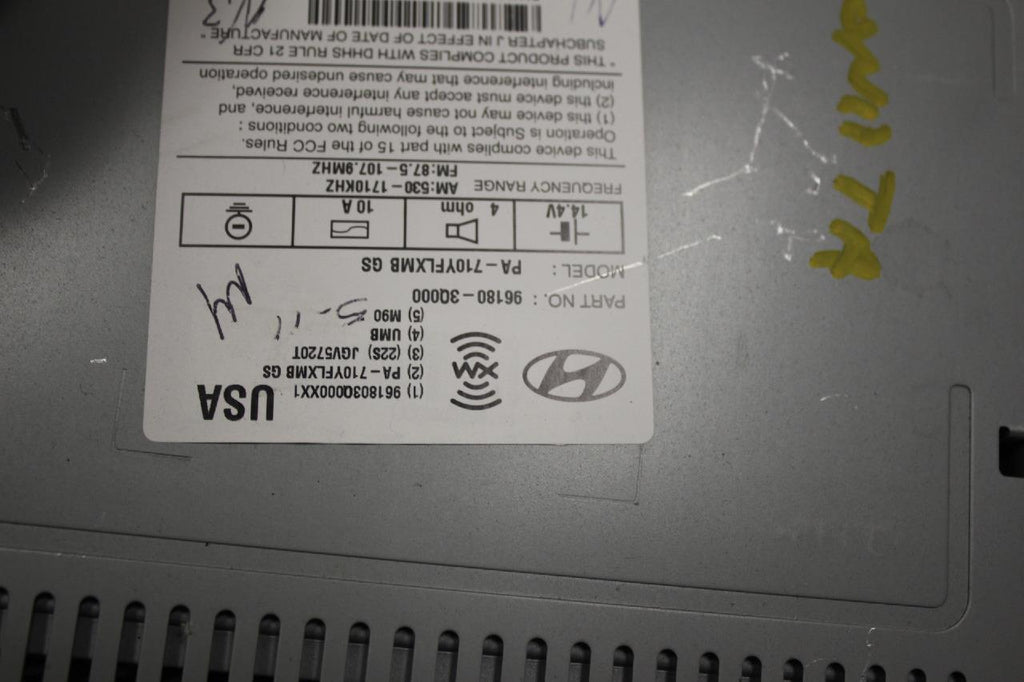 USA
(1) 961803Q000XX1
(2) PA-710YFLXMB GS
(3) (22S) JGV5720T
(4) UMB
(5) M90
PART NO. : 96180-3Q000
MODEL : PA-710YFLXMB GS
14.4V 4 ohm 10 A
FREQUENCY RANGE AM:530-1710KHZ
FM:87.5-107.9MHZ
This device complies with part 15 of the FCC Rules.
Operation is Subject to the following two conditions :
(1) this device may not cause harmful interference, and
(2) this device must accept any interference received,
including interference that may cause undesired operation
" THIS PRODUCT COMPLIES WITH DHHS RULE 21 CFR
SUBCHAPTER J IN EFFECT OF DATE OF MANUFACTURE "